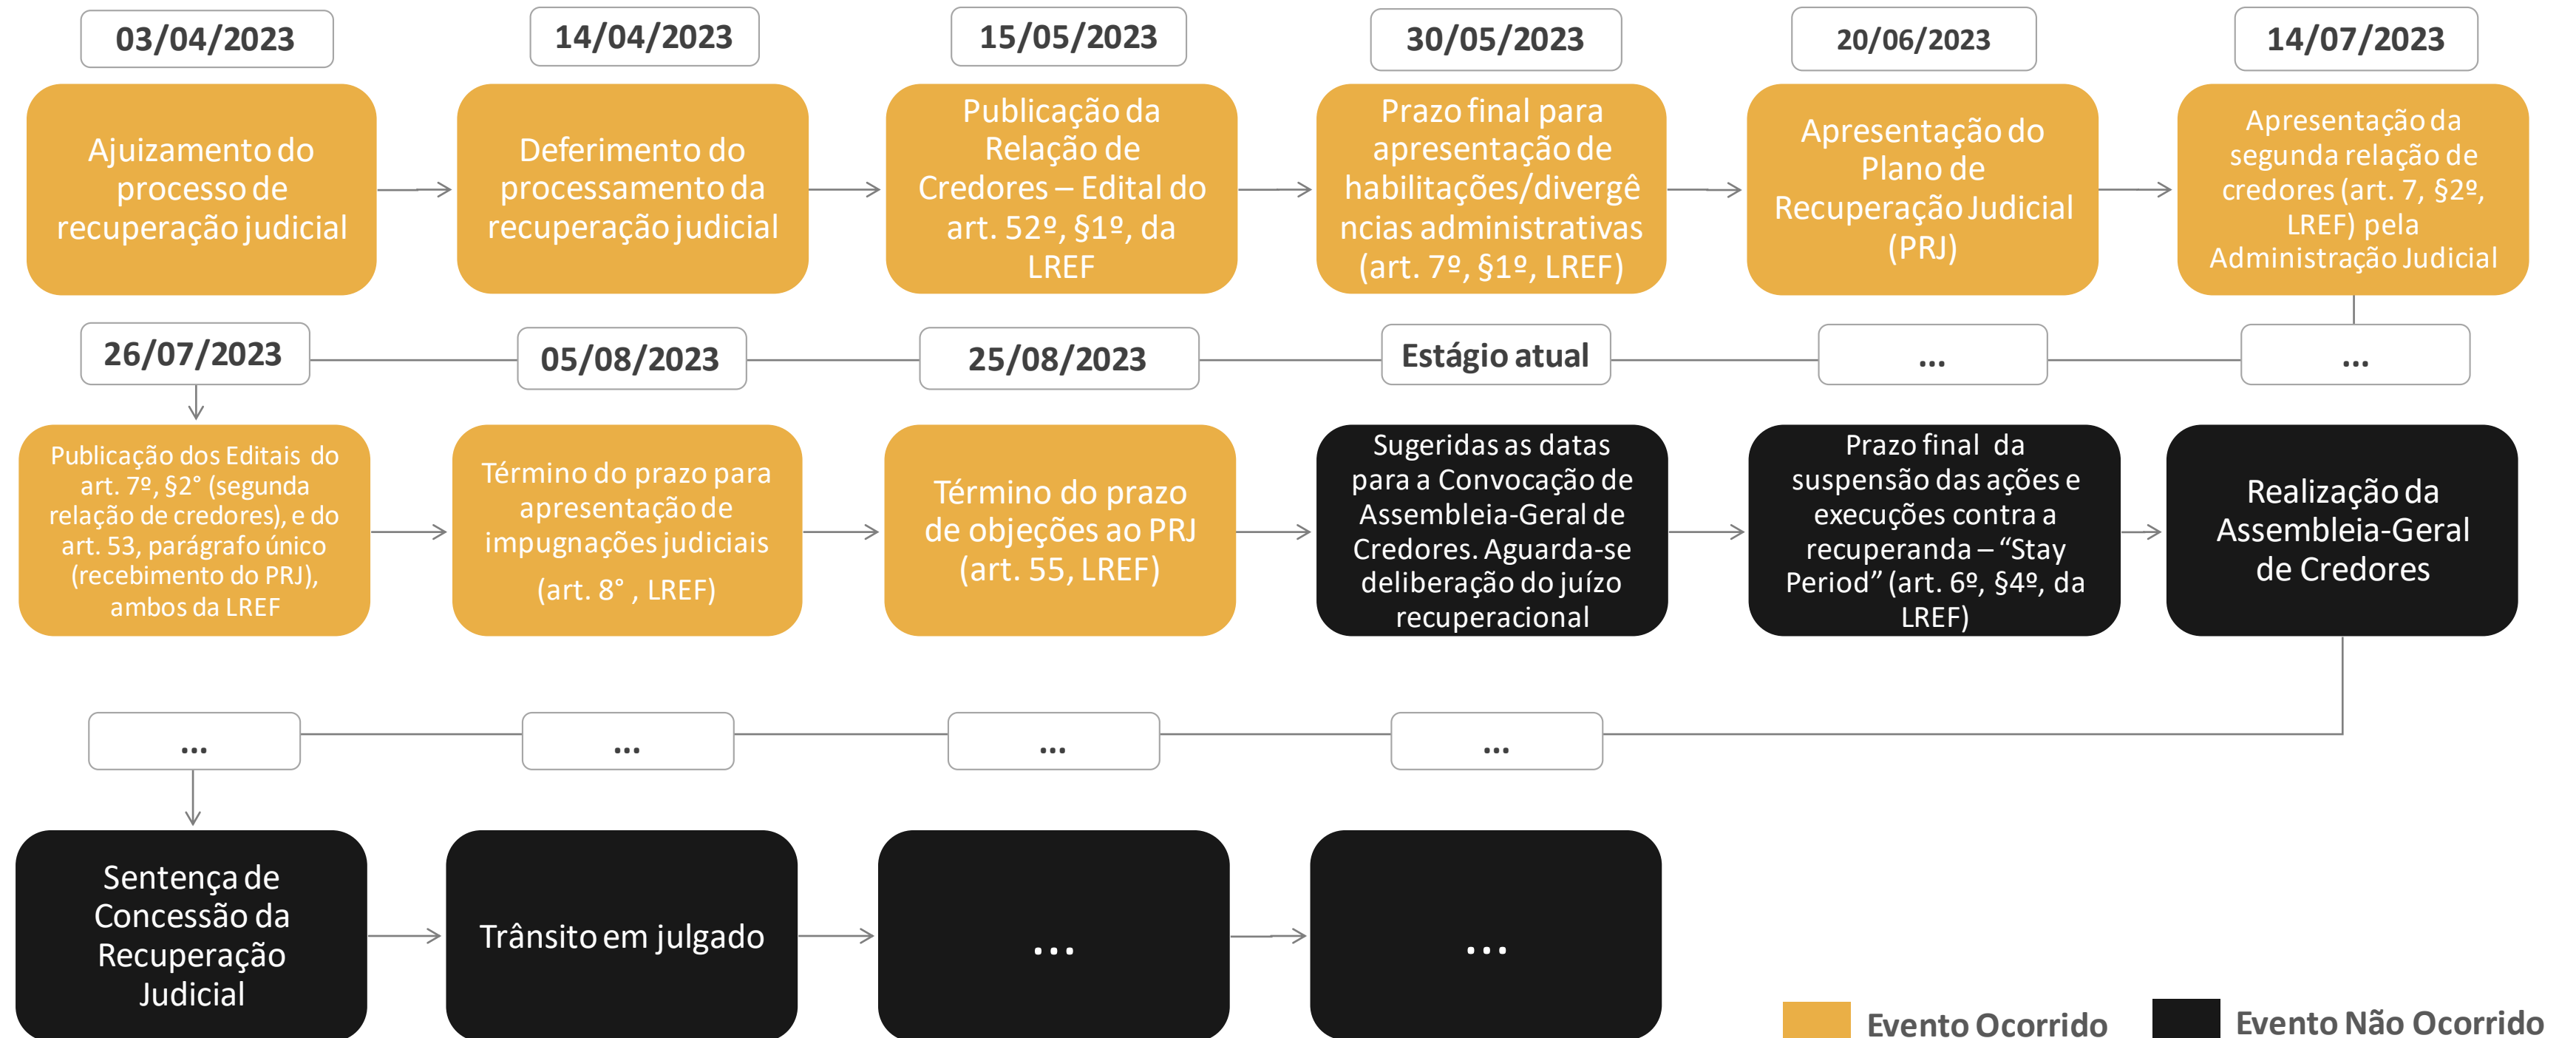 03/04/2023
14/04/2023
15/05/2023
30/05/2023
20/06/2023
14/07/2023
Ajuizamento do
processo de
recuperação judicial
Deferimento do
processamento da
recuperação judicial
Publicação da
Relação de
Credores – Edital do
art. 52º, §1º, da
LREF
Prazo final para
apresentação de
habilitações/divergê
ncias administrativas
(art. 7º, §1º, LREF)
Apresentação do
Plano de
Recuperação Judicial
(PRJ)
Apresentação da
segunda relação de
credores (art. 7, §2º,
LREF) pela
Administração Judicial
26/07/2023
05/08/2023
25/08/2023
Estágio atual
...
...
Publicação dos Editais do
art. 7º, §2° (segunda
relação de credores), e do
art. 53, parágrafo único
(recebimento do PRJ),
ambos da LREF
Término do prazo para
apresentação de
impugnações judiciais
(art. 8° , LREF)
Término do prazo
de objeções ao PRJ
(art. 55, LREF)
Sugeridas as datas
para a Convocação de
Assembleia-Geral de
Credores. Aguarda-se
deliberação do juízo
recuperacional
Prazo final da
suspensão das ações e
execuções contra a
recuperanda – “Stay
Period” (art. 6º, §4º, da
LREF)
Realização da
Assembleia-Geral
de Credores
...
...
...
...
Sentença de
Concessão da
Recuperação
Judicial
Trânsito em julgado
...
...
Evento Ocorrido
Evento Não Ocorrido